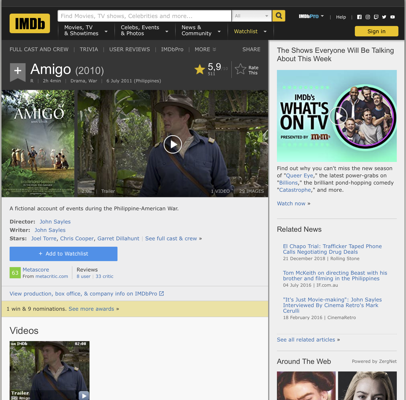 IMDb
Find Movies, TV shows, Celebrities and more...
All
Movies, TV & Showtimes
Celebs, Events & Photos
News & Community
Watchlist
IMDbPro
Help
Sign in
FULL CAST AND CREW | TRIVIA | USER REVIEWS | IMDbPro | MORE
SHARE
Amigo (2010)
2h 4min | Drama, War | 6 July 2011 (Philippines)
5,9
Rate This
AMIGO
Trailer
1 VIDEO
A fictional account of events during the Philippine-American War.
Director: John Sayles
Writer: John Sayles
Stars: Joel Torre, Chris Cooper, Garret Dillahunt | See full cast & crew »
+ Add to Watchlist
Metascore
From metacritic.com
Reviews
8 user | 33 critic
View production, box office, & company info on IMDbPro
1 win & 9 nominations. See more awards »
Videos
Trailer
The Shows Everyone Will Be Talking About This Week
IMDb's
WHAT'S ON TV
PRESENTED BY m&m's
Find out why you can't miss the new season of "Queer Eye," the latest power-grabs on "Billions," the brilliant pond-hopping comedy "Catastrophe," and more.
Watch now »
Related News
El Chapo Trial: Trafficker Taped Phone Calls Negotiating Drug Deals
21 December 2018 | Rolling Stone
Tom McKeith on directing Beast with his brother and filming in the Philippines
04 July 2016 | if.com.au
"It's Just Movie-making": John Sayles Interviewed By Cinema Retro's Mark Cerulli
18 February 2016 | CinemaRetro
See all related articles »
Around The Web
Powered by ZergNet